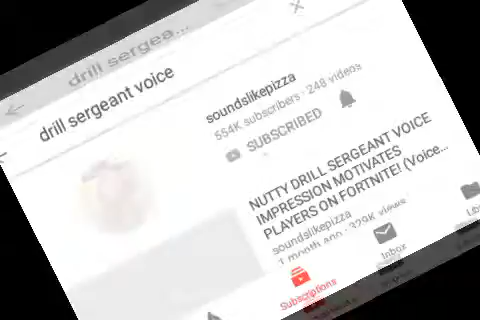 drill sergea...
drill sergeant voice
soundslikepizza
554K subscribers · 248 videos
SUBSCRIBED
NUTTY DRILL SERGEANT VOICE
IMPRESSION MOTIVATES
PLAYERS ON FORTNITE! (Voice...
soundslikepizza
1 month ago · 329K views
Subscriptions
Inbox